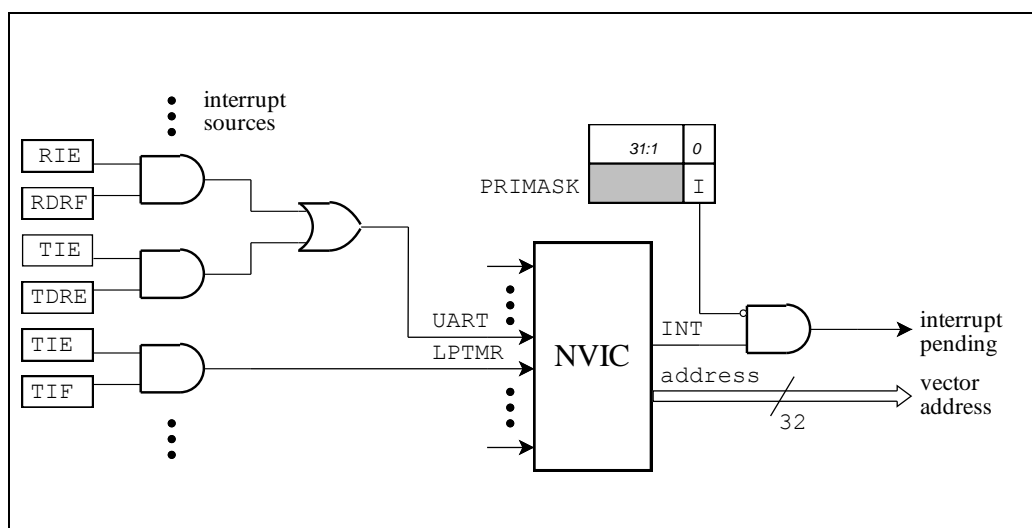 interrupt
sources
RIE
RDRF
TIE
TDRE
TIE
TIF
31:1 0
PRIMASK I
UART
LPTMR
NVIC
INT
address
32
interrupt
pending
vector
address